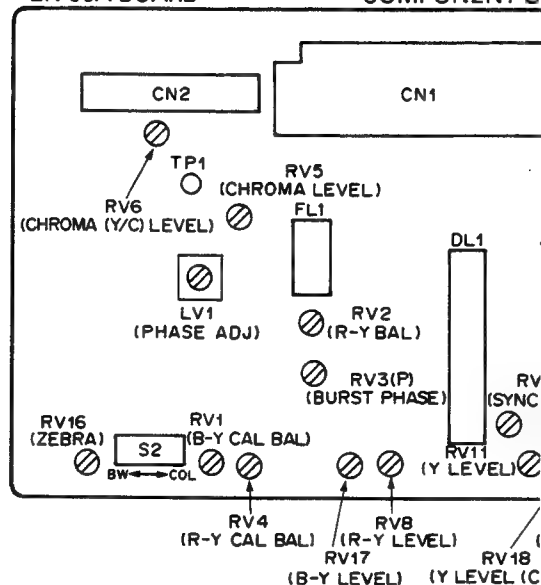 CN2
CN1
TP1
RV5
(CHROMA LEVEL)
RV6
(CHROMA (Y/C) LEVEL)
FL1
DL1
LV1
(PHASE ADJ)
RV2
(R-Y BAL)
RV3(P)
(BURST PHASE)
RV
(SYNC
RV16
(ZEBRA)
S2
BW COL
RV1
(B-Y CAL BAL)
RV11
(Y LEVEL)
RV4
(R-Y CAL BAL)
RV8
(R-Y LEVEL)
RV17
(B-Y LEVEL)
RV18
(Y LEVEL (C